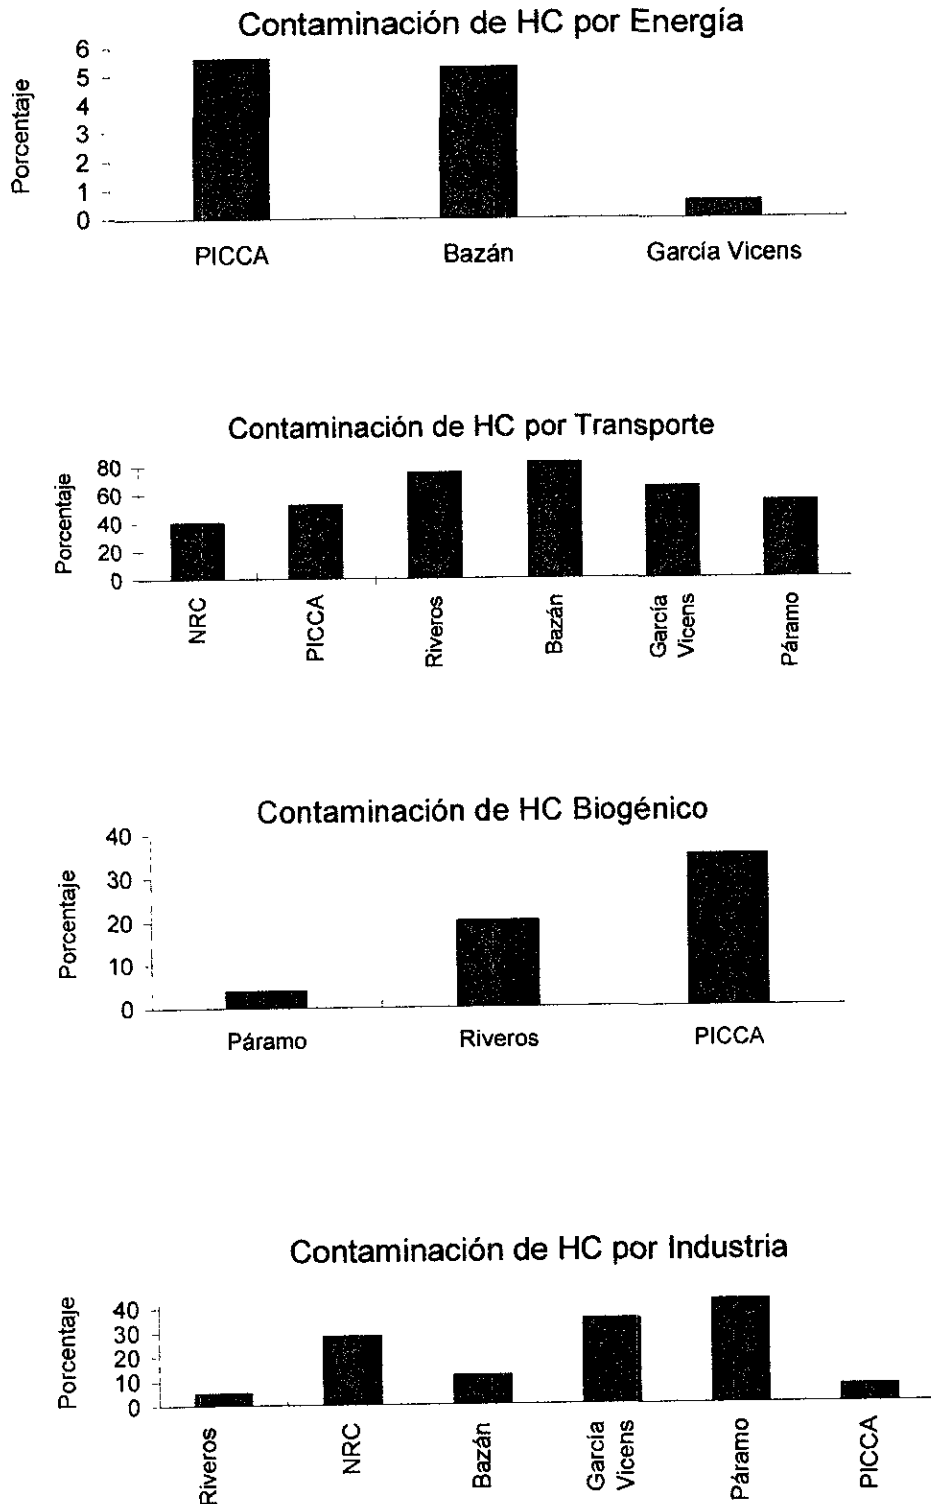 Contaminación de HC por Energía
Porcentaje
6
5
4
3
2
1
0
PICCA Bazán García Vicens
Contaminación de HC por Transporte
Porcentaje
80
60
40
20
0
NRC PICCA Riveros Bazán García Vicens Páramo
Contaminación de HC Biogénico
Porcentaje
40
30
20
10
0
Páramo Riveros PICCA
Contaminación de HC por Industria
Porcentaje
40
30
20
10
0
Riveros NRC Bazán García Vicens Páramo PICCA